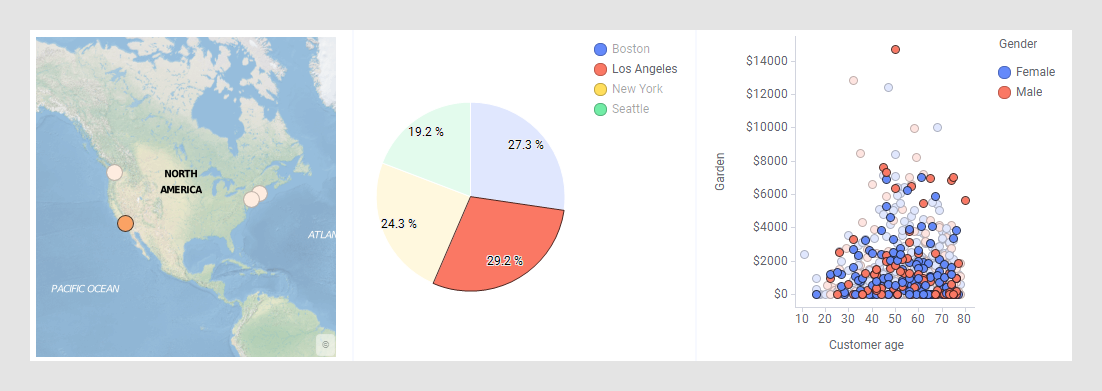 NORTH
AMERICA
ATLAN
PACIFIC OCEAN
©
Boston
Los Angeles
New York
Seattle
19.2 %
27.3 %
24.3 %
29.2 %
Gender
Female
Male
Garden
$14000
$12000
$10000
$8000
$6000
$4000
$2000
$0
10 20 30 40 50 60 70 80
Customer age